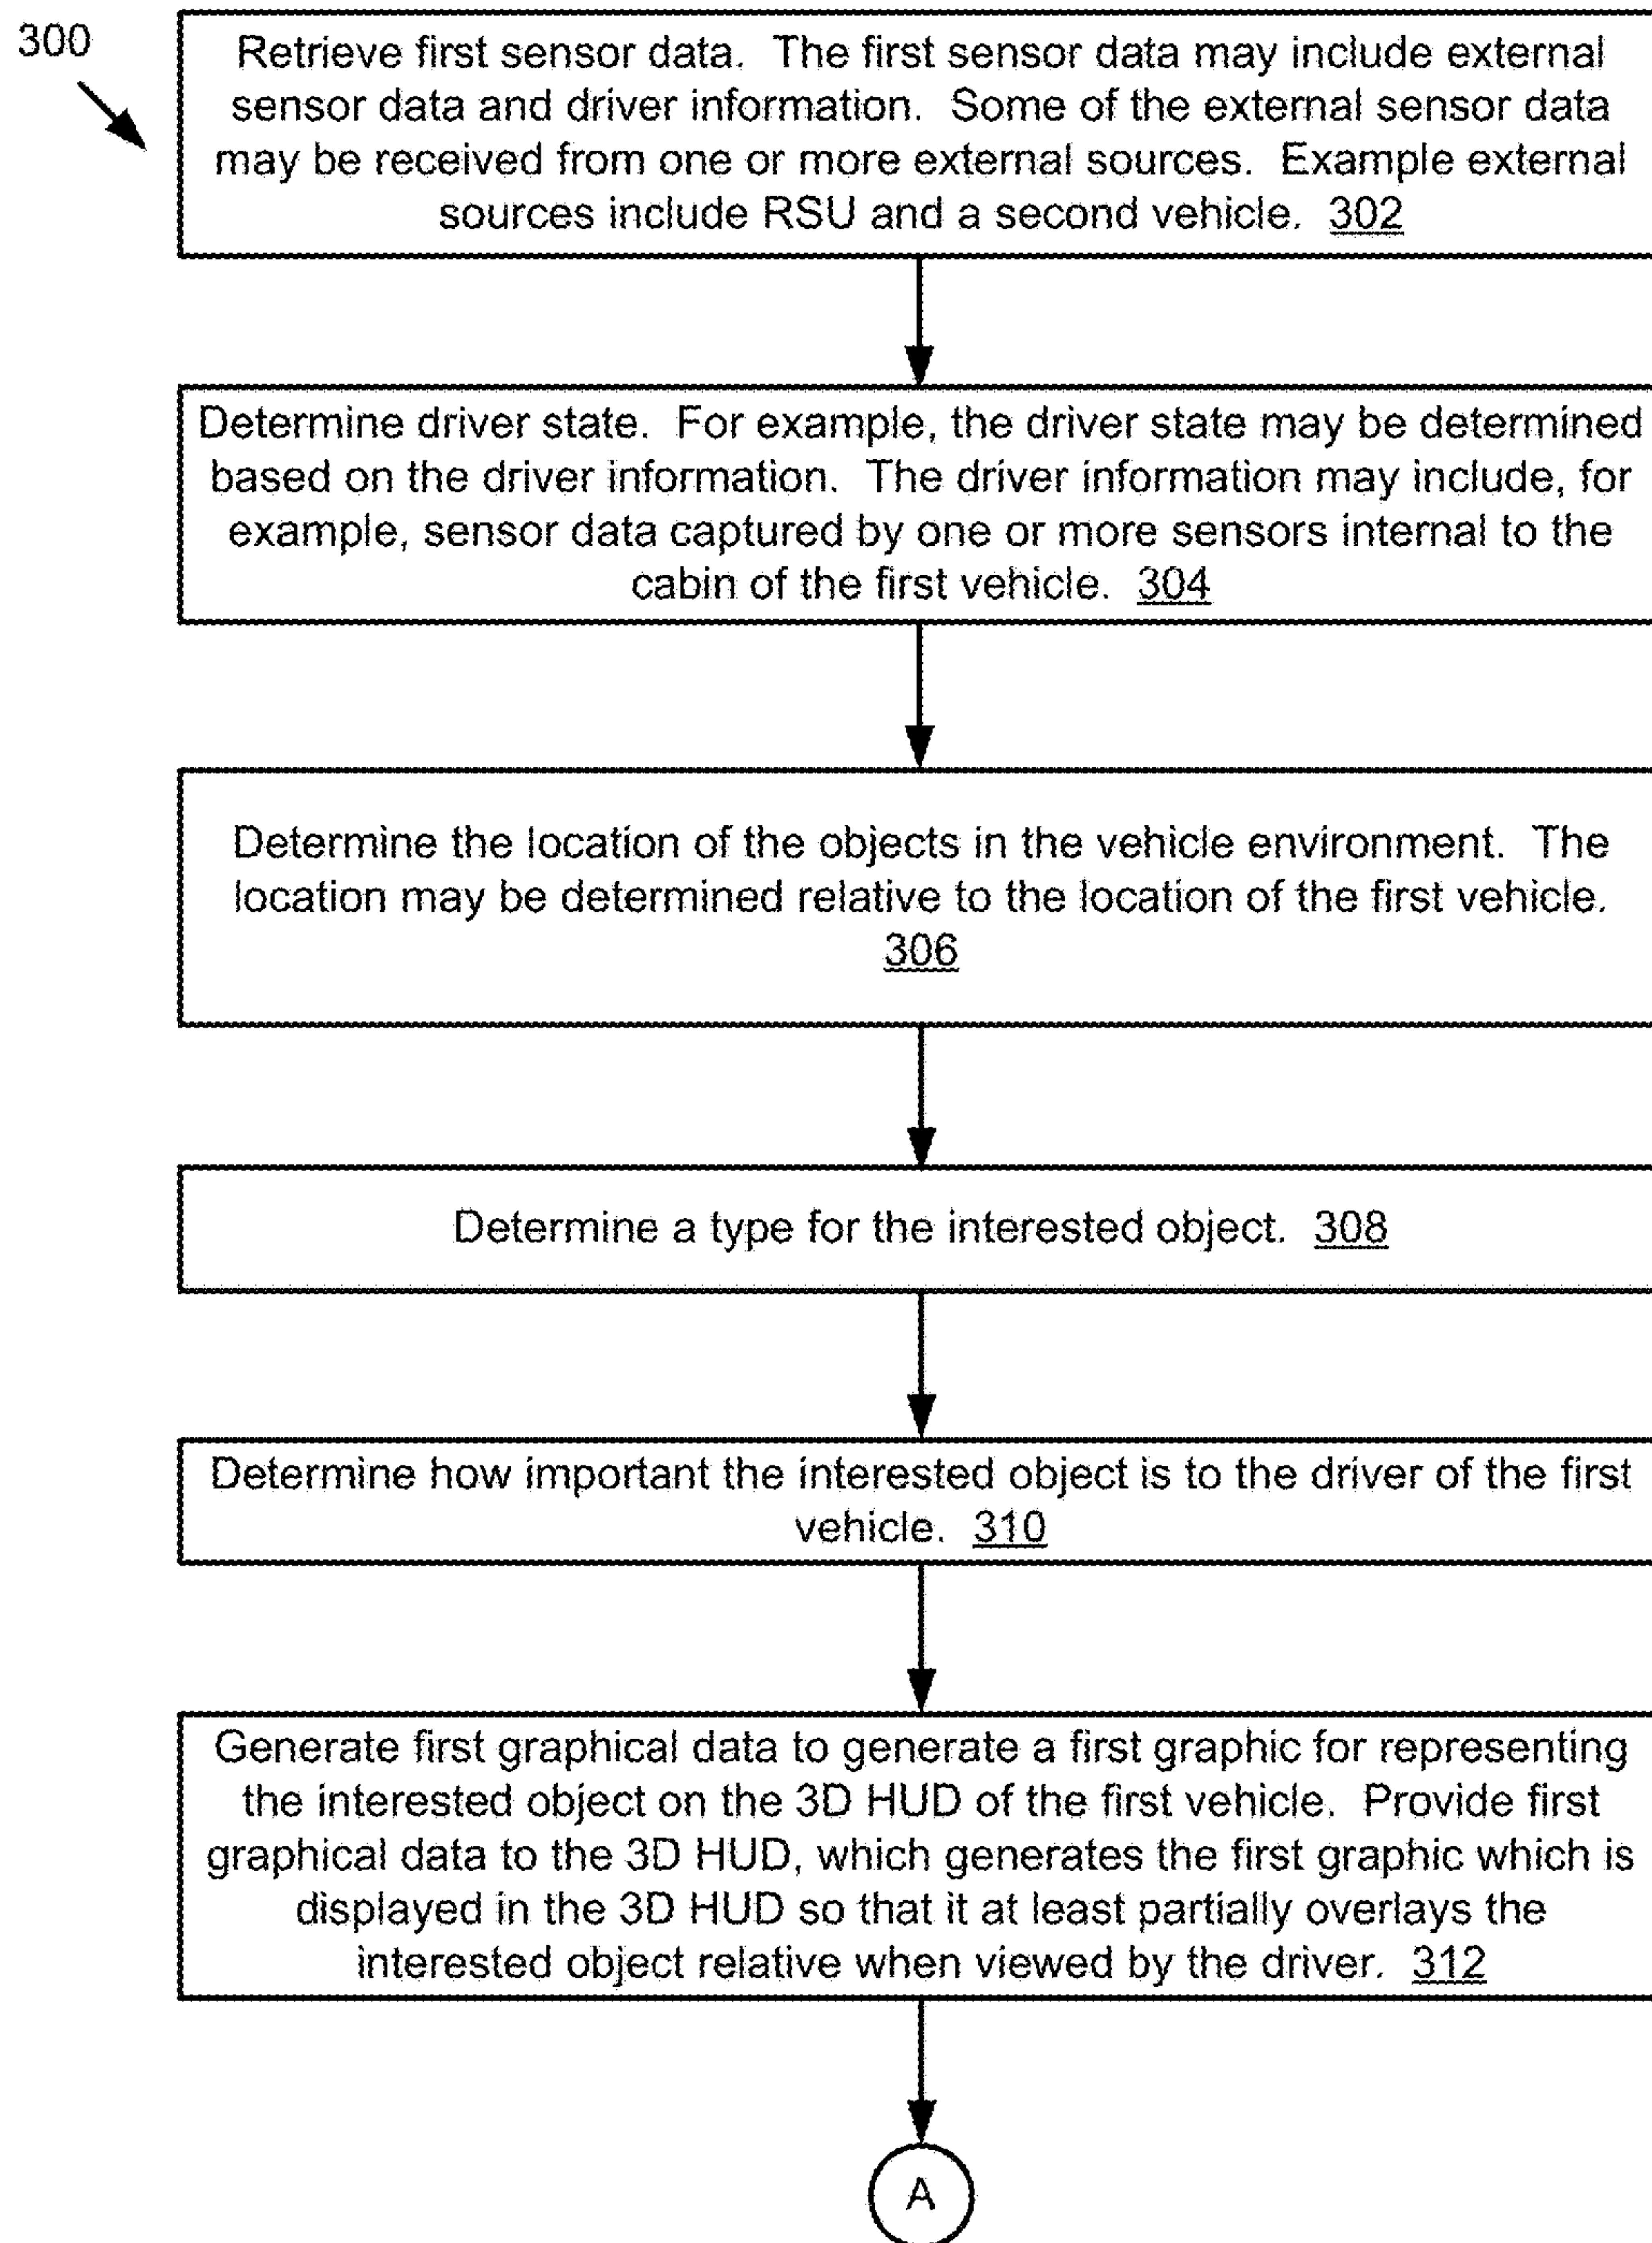 300
Retrieve first sensor data. The first sensor data may include external
sensor data and driver information. Some of the external sensor data
may be received from one or more external sources. Example external
sources include RSU and a second vehicle. 302
Determine driver state. For example, the driver state may be determined
based on the driver information. The driver information may include, for
example, sensor data captured by one or more sensors internal to the
cabin of the first vehicle. 304
Determine the location of the objects in the vehicle environment. The
location may be determined relative to the location of the first vehicle.
306
Determine a type for the interested object. 308
Determine how important the interested object is to the driver of the first
vehicle. 310
Generate first graphical data to generate a first graphic for representing
the interested object on the 3D HUD of the first vehicle. Provide first
graphical data to the 3D HUD, which generates the first graphic which is
displayed in the 3D HUD so that it at least partially overlays the
interested object relative when viewed by the driver. 312
A